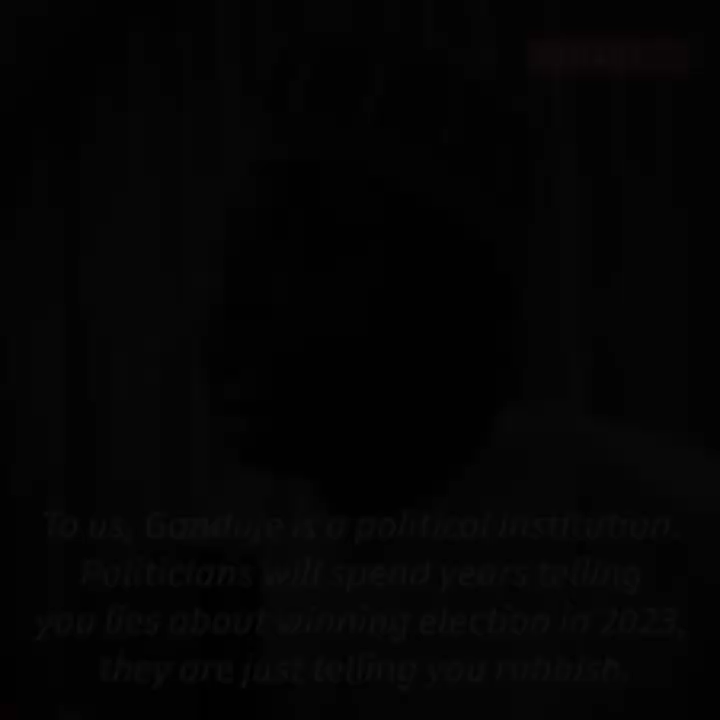 To us, Ganduje is a political institution.
Politicians will spend years telling
you lies about winning election in 2023,
they are just telling you rubbish.